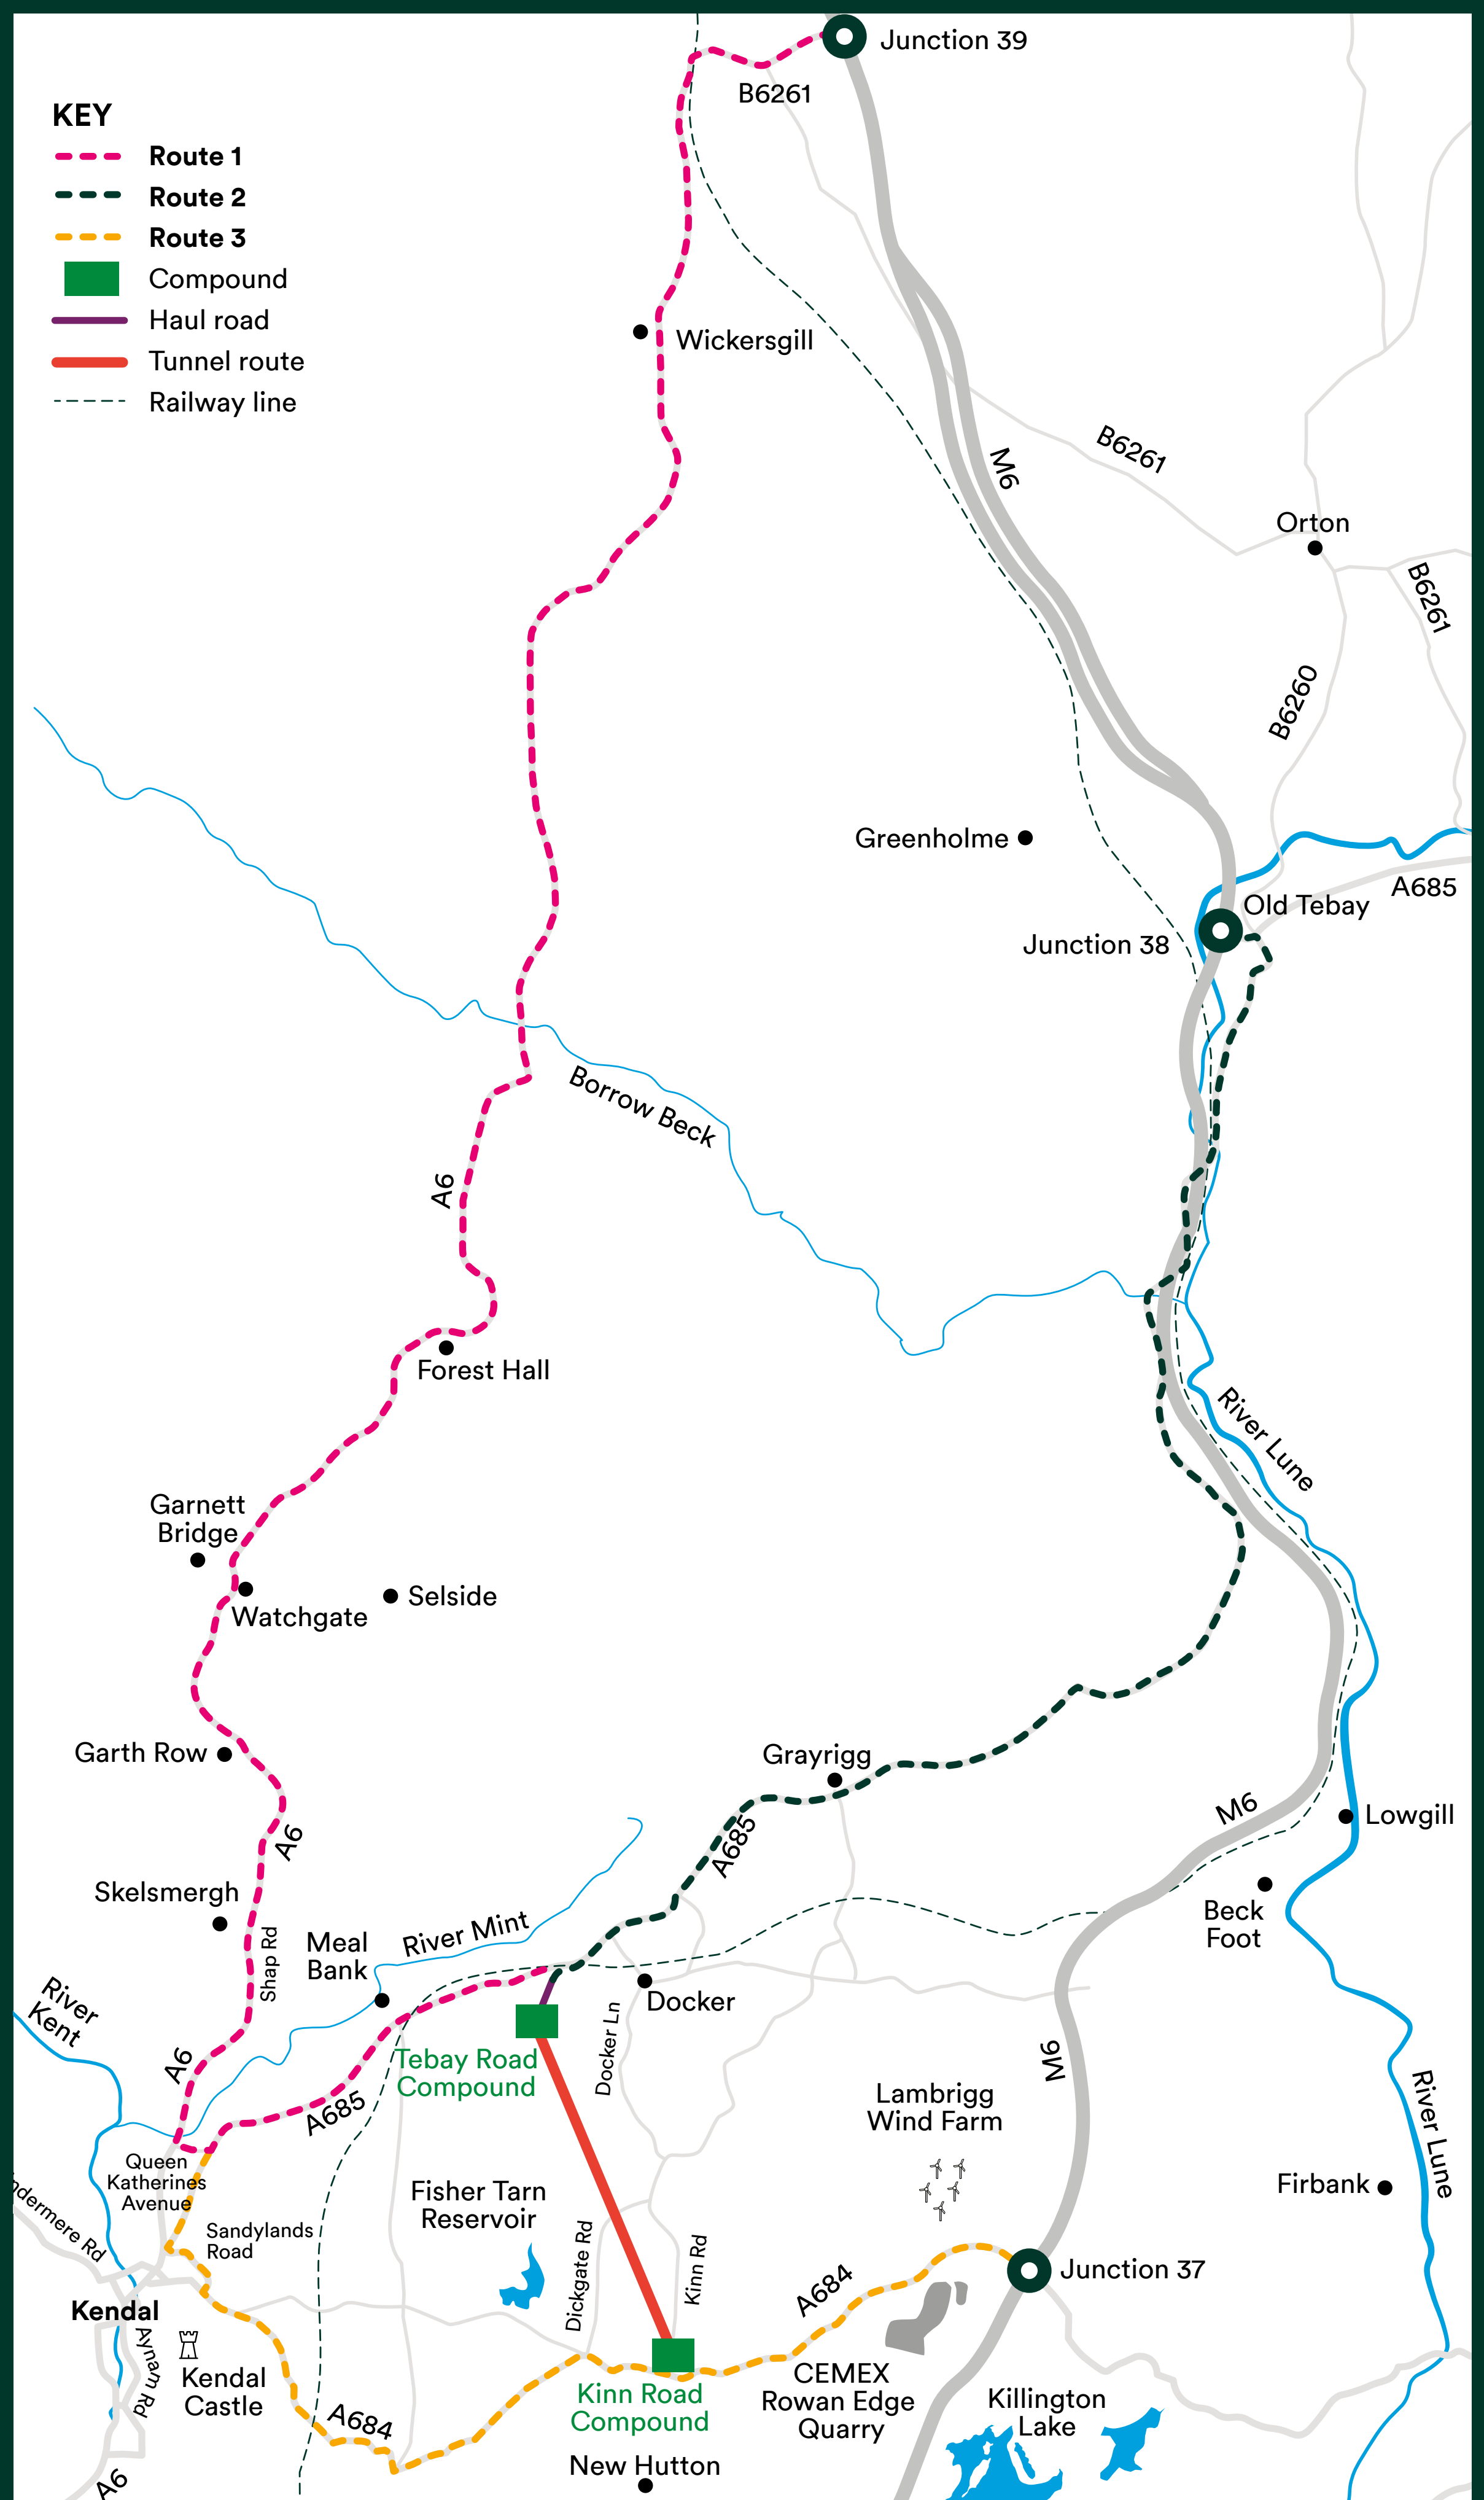 Junction 39
B6261
KEY
Route 1
Route 2
Route 3
Compound
Haul road
Tunnel route
Railway line
Wickersgill
M6
B6261
Orton
B6261
B6260
Greenholme
A685
Old Tebay
Junction 38
Borrow Beck
A6
Forest Hall
River Lune
Garnett
Bridge
Selside
Watchgate
Garth Row
Grayrigg
A6
A685
M6
Lowgill
Skelsmergh
Shap Rd
Meal
Bank
River Mint
Beck
Foot
River
Kent
Docker
Docker Ln
A6
Tebay Road
Compound
M6
A685
Lambrigg
Wind Farm
River Lune
Queen
Katherines
Avenue
ndermere Rd
Sandylands
Road
Fisher Tarn
Reservoir
Firbank
Dickgate Rd
Kinn Rd
A684
Junction 37
Kendal
Aynam Rd
Kendal
Castle
A684
Kinn Road
Compound
CEMEX
Rowan Edge
Quarry
Killington
Lake
New Hutton
A6